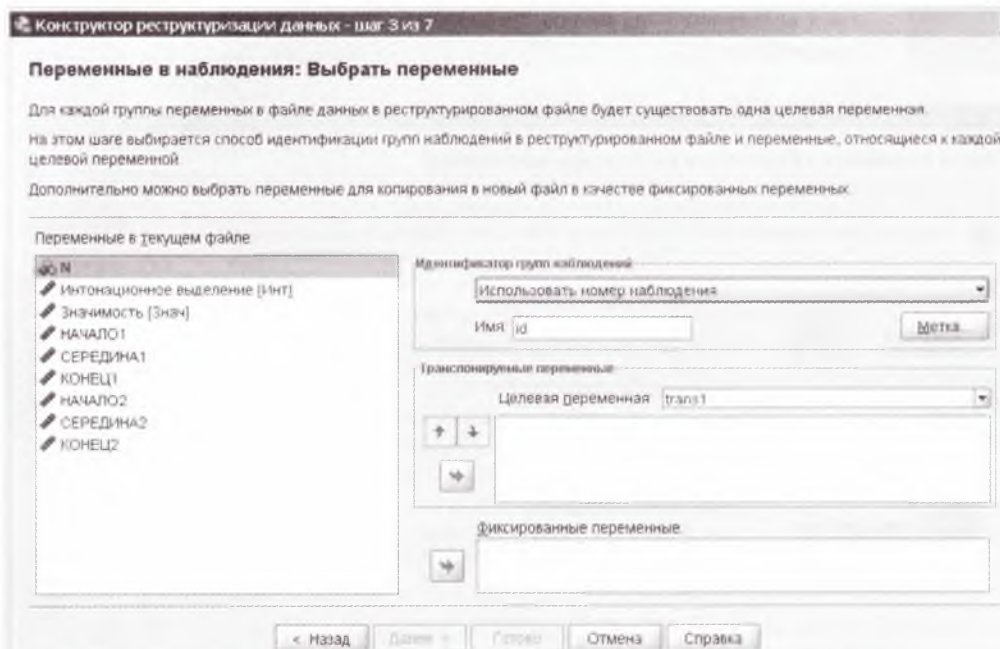 Конструктор реструктуризации данных - шаг 3 из 7
Переменные в наблюдения: Выбрать переменные
Для каждой группы переменных в файле данных в реструктурированном файле будет существовать одна целевая переменная.
На этом шаге выбирается способ идентификации групп наблюдений в реструктурированном файле и переменные, относящиеся к каждой
целевой переменной
Дополнительно можно выбрать переменные для копирования в новый файл в качестве фиксированных переменных.
Переменные в текущем файле
N
Интонационное выделение [Инт]
Значимость [Знач]
НАЧАЛО1
СЕРЕДИНА1
КОНЕЦ1
НАЧАЛО2
СЕРЕДИНА2
КОНЕЦ2
Идентификатор групп наблюдений
Использовать номер наблюдения
Имя id
Метка...
Транспонируемые переменные
Целевая переменная trans1
Фиксированные переменные
< Назад Далее > Готово Отмена Справка